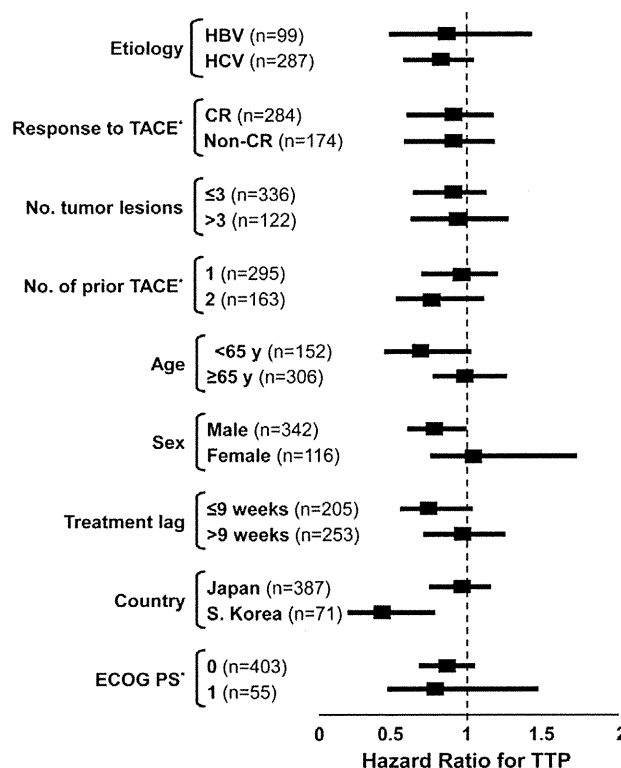 Etiology
HBV (n=99)
HCV (n=287)
Response to TACE*
CR (n=284)
Non-CR (n=174)
No. tumor lesions
≤3 (n=336)
>3 (n=122)
No. of prior TACE*
1 (n=295)
2 (n=163)
Age
<65 y (n=152)
≥65 y (n=306)
Sex
Male (n=342)
Female (n=116)
Treatment lag
≤9 weeks (n=205)
>9 weeks (n=253)
Country
Japan (n=387)
S. Korea (n=71)
ECOG PS*
0 (n=403)
1 (n=55)
0 0.5 1 1.5 2
Hazard Ratio for TTP